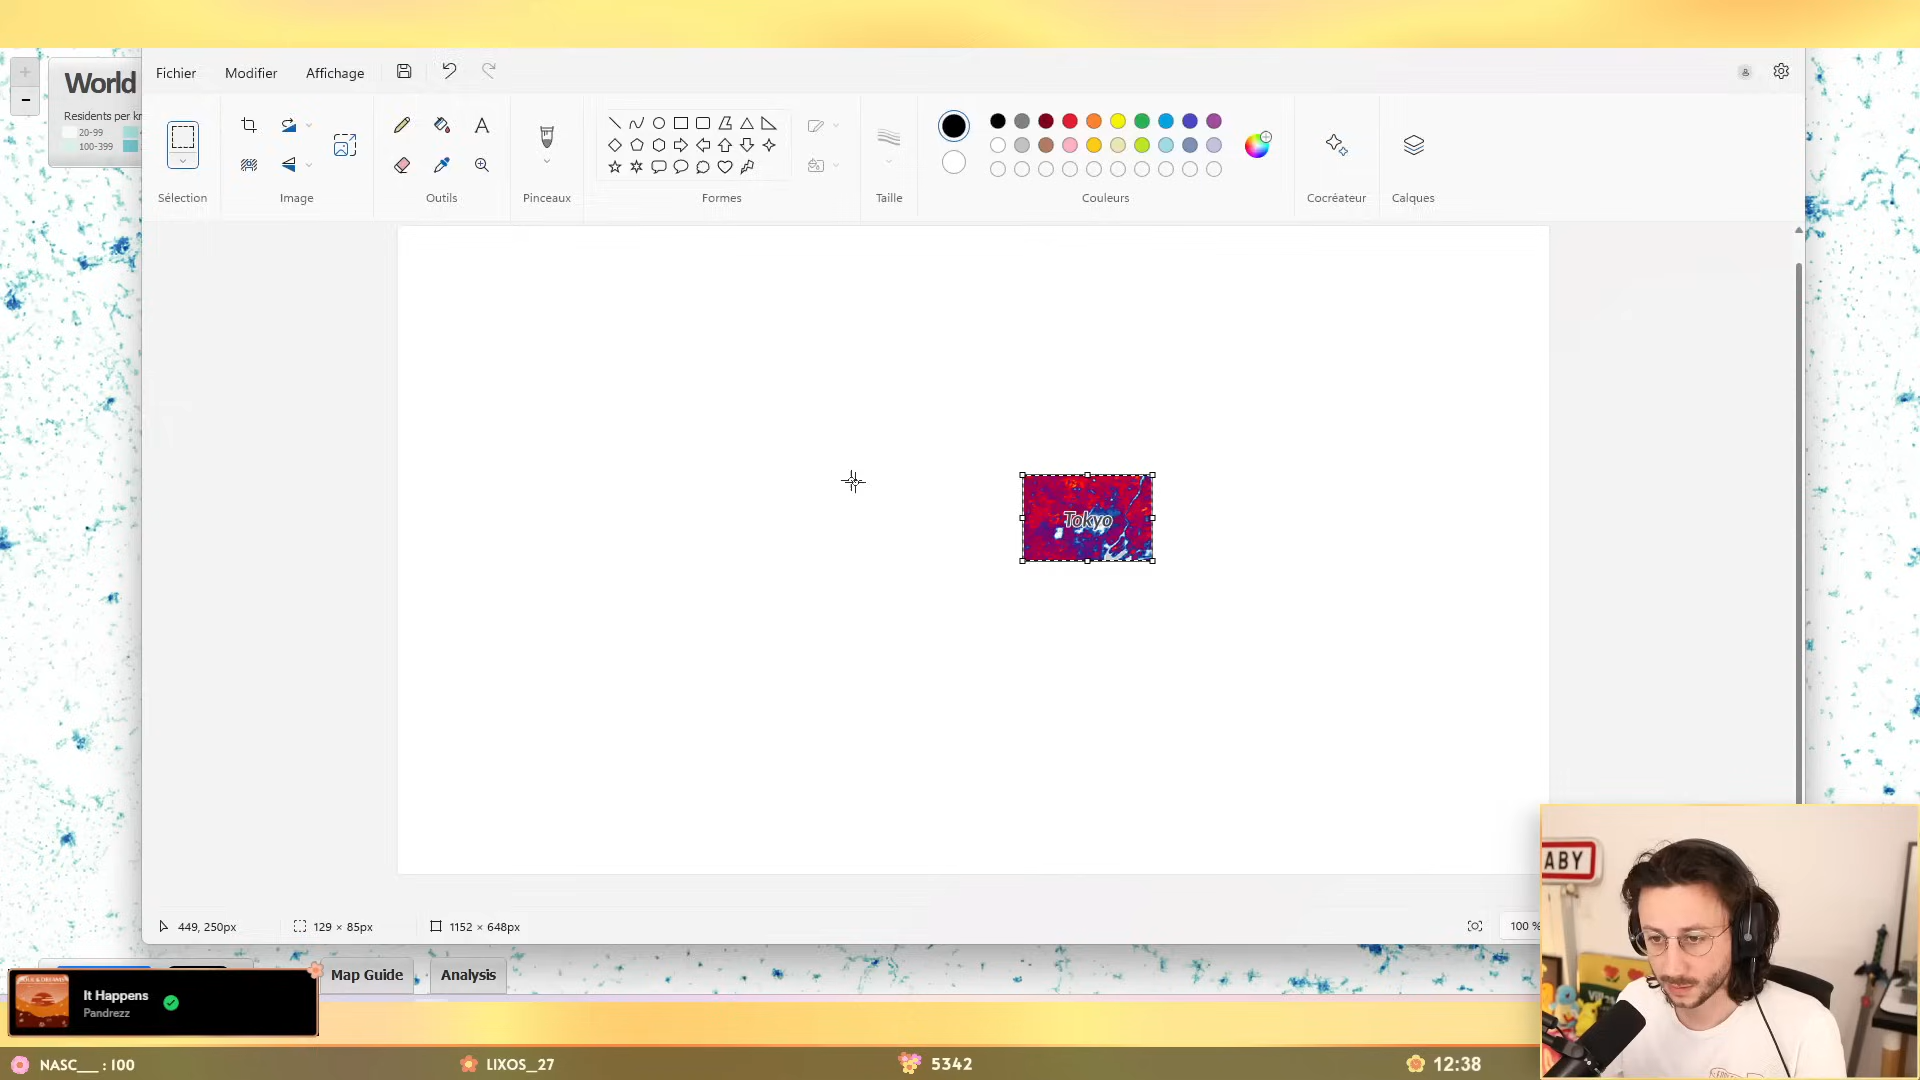 World
Residents per kr
20-99
100-399
Fichier
Modifier
Affichage
Sélection
Image
Outils
Pinceaux
Formes
Taille
Couleurs
Cocréateur
Calques
Tokyo
449, 250px
129 × 85px
1152 × 648px
100 %
Map Guide
Analysis
It Happens
Pandrezz
ABY
NASC__ : 100
LIXOS_27
5342
12:38